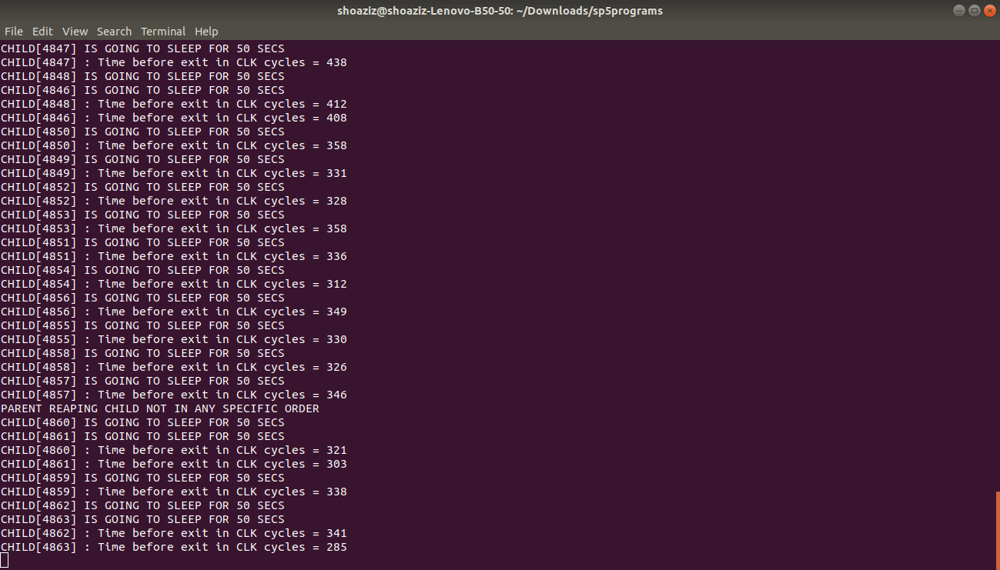 shoaziz@shoaziz-Lenovo-B50-50: ~/Downloads/sp5programs
File Edit View Search Terminal Help
CHILD[4847] IS GOING TO SLEEP FOR 50 SECS
CHILD[4847] : Time before exit in CLK cycles = 438
CHILD[4848] IS GOING TO SLEEP FOR 50 SECS
CHILD[4846] IS GOING TO SLEEP FOR 50 SECS
CHILD[4848] : Time before exit in CLK cycles = 412
CHILD[4846] : Time before exit in CLK cycles = 408
CHILD[4850] IS GOING TO SLEEP FOR 50 SECS
CHILD[4850] : Time before exit in CLK cycles = 358
CHILD[4849] IS GOING TO SLEEP FOR 50 SECS
CHILD[4849] : Time before exit in CLK cycles = 331
CHILD[4852] IS GOING TO SLEEP FOR 50 SECS
CHILD[4852] : Time before exit in CLK cycles = 328
CHILD[4853] IS GOING TO SLEEP FOR 50 SECS
CHILD[4853] : Time before exit in CLK cycles = 358
CHILD[4851] IS GOING TO SLEEP FOR 50 SECS
CHILD[4851] : Time before exit in CLK cycles = 336
CHILD[4854] IS GOING TO SLEEP FOR 50 SECS
CHILD[4854] : Time before exit in CLK cycles = 312
CHILD[4856] IS GOING TO SLEEP FOR 50 SECS
CHILD[4856] : Time before exit in CLK cycles = 349
CHILD[4855] IS GOING TO SLEEP FOR 50 SECS
CHILD[4855] : Time before exit in CLK cycles = 330
CHILD[4858] IS GOING TO SLEEP FOR 50 SECS
CHILD[4858] : Time before exit in CLK cycles = 326
CHILD[4857] IS GOING TO SLEEP FOR 50 SECS
CHILD[4857] : Time before exit in CLK cycles = 346
PARENT REAPING CHILD NOT IN ANY SPECIFIC ORDER
CHILD[4860] IS GOING TO SLEEP FOR 50 SECS
CHILD[4861] IS GOING TO SLEEP FOR 50 SECS
CHILD[4860] : Time before exit in CLK cycles = 321
CHILD[4861] : Time before exit in CLK cycles = 303
CHILD[4859] IS GOING TO SLEEP FOR 50 SECS
CHILD[4859] : Time before exit in CLK cycles = 338
CHILD[4862] IS GOING TO SLEEP FOR 50 SECS
CHILD[4863] IS GOING TO SLEEP FOR 50 SECS
CHILD[4862] : Time before exit in CLK cycles = 341
CHILD[4863] : Time before exit in CLK cycles = 285